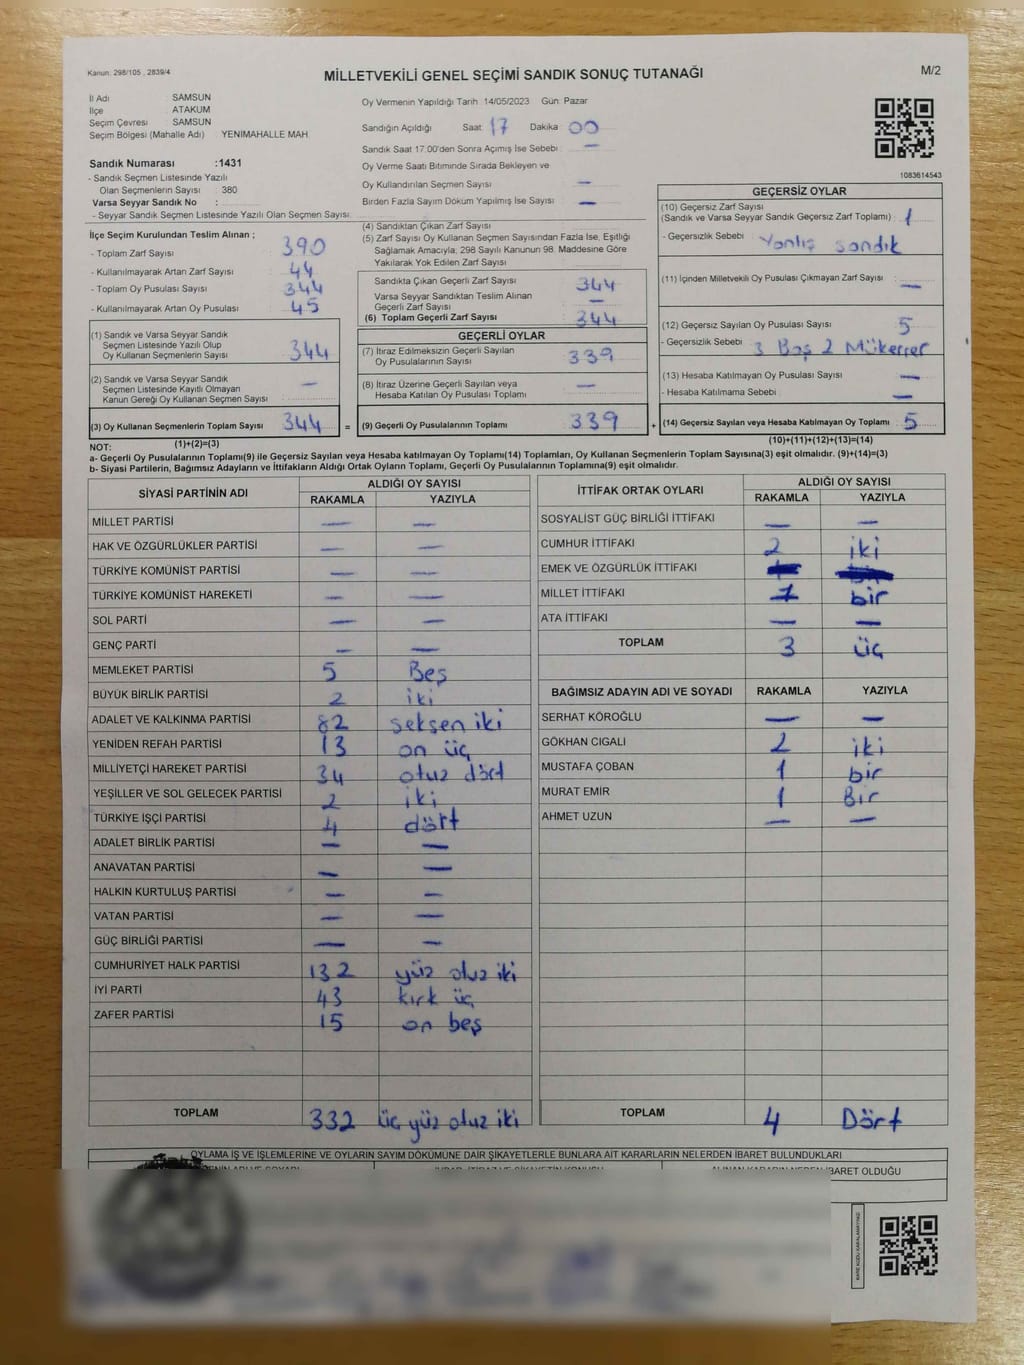 Kanun: 298/105 , 2839/4
MİLLETVEKİLİ GENEL SEÇİMİ SANDIK SONUÇ TUTANAĞI
M/2
İl Adı SAMSUN
İlçe ATAKUM
Seçim Çevresi SAMSUN
Seçim Bölgesi (Mahalle Adı) YENİMAHALLE MAH.
Sandık Numarası :1431
- Sandık Seçmen Listesinde Yazılı
Olan Seçmenlerin Sayısı : 380
Varsa Seyyar Sandık No :
- Seyyar Sandık Seçmen Listesinde Yazılı Olan Seçmen Sayısı:
Oy Vermenin Yapıldığı Tarih :14/05/2023 Gün: Pazar
Sandığın Açıldığı Saat : 17 Dakika : 00
Sandık Saat 17:00'den Sonra Açımış İse Sebebi : —
Oy Verme Saati Bitiminde Sırada Bekleyen ve
Oy Kullandırılan Seçmen Sayısı : —
Birden Fazla Sayım Döküm Yapılmış İse Sayısı : —
1083614543
İlçe Seçim Kurulundan Teslim Alınan ;
- Toplam Zarf Sayısı : 390
- Kullanılmayarak Artan Zarf Sayısı : 44
- Toplam Oy Pusulası Sayısı : 344
- Kullanılmayarak Artan Oy Pusulası : 45
(4) Sandıktan Çıkan Zarf Sayısı :
(5) Zarf Sayısı Oy Kullanan Seçmen Sayısından Fazla İse, Eşitliği
Sağlamak Amacıyla; 298 Sayılı Kanunun 98. Maddesine Göre
Yakılarak Yok Edilen Zarf Sayısı
Sandıkta Çıkan Geçerli Zarf Sayısı : 344
Varsa Seyyar Sandıktan Teslim Alınan
Geçerli Zarf Sayısı : —
(6) Toplam Geçerli Zarf Sayısı : 344
GEÇERSİZ OYLAR
(10) Geçersiz Zarf Sayısı
(Sandık ve Varsa Seyyar Sandık Geçersiz Zarf Toplamı) : 1
- Geçersizlik Sebebi : Yanlış sandık
(11) İçinden Milletvekili Oy Pusulası Çıkmayan Zarf Sayısı : —
(12) Geçersiz Sayılan Oy Pusulası Sayısı : 5
- Geçersizlik Sebebi : 3 Boş 2 Mükerrer
(13) Hesaba Katılmayan Oy Pusulası Sayısı : —
- Hesaba Katılmama Sebebi : —
(14) Geçersiz Sayılan veya Hesaba Katılmayan Oy Toplamı : 5
(10)+(11)+(12)+(13)=(14)
(1) Sandık ve Varsa Seyyar Sandık
Seçmen Listesinde Yazılı Olup
Oy Kullanan Seçmenlerin Sayısı : 344
(2) Sandık ve Varsa Seyyar Sandık
Seçmen Listesinde Kayıtlı Olmayan
Kanun Gereği Oy Kullanan Seçmen Sayısı : —
(3) Oy Kullanan Seçmenlerin Toplam Sayısı : 344 =
(1)+(2)=(3)
GEÇERLİ OYLAR
(7) İtiraz Edilmeksizin Geçerli Sayılan
Oy Pusulalarının Sayısı : 339
(8) İtiraz Üzerine Geçerli Sayılan veya
Hesaba Katılan Oy Pusulası Toplamı : —
(9) Geçerli Oy Pusulalarının Toplamı : 339 +
NOT:
a- Geçerli Oy Pusulalarının Toplamı(9) ile Geçersiz Sayılan veya Hesaba katılmayan Oy Toplamı(14) Toplamları, Oy Kullanan Seçmenlerin Toplam Sayısına(3) eşit olmalıdır. (9)+(14)=(3)
b- Siyasi Partilerin, Bağımsız Adayların ve İttifakların Aldığı Ortak Oyların Toplamı, Geçerli Oy Pusulalarının Toplamına(9) eşit olmalıdır.
SİYASİ PARTİNİN ADI ALDIĞI OY SAYISI
RAKAMLA YAZIYLA
MİLLET PARTİSİ — —
HAK VE ÖZGÜRLÜKLER PARTİSİ — —
TÜRKİYE KOMÜNİST PARTİSİ — —
TÜRKİYE KOMÜNİST HAREKETİ — —
SOL PARTİ — —
GENÇ PARTİ — —
MEMLEKET PARTİSİ 5 Beş
BÜYÜK BİRLİK PARTİSİ 2 iki
ADALET VE KALKINMA PARTİSİ 82 seksen iki
YENİDEN REFAH PARTİSİ 13 on üç
MİLLİYETÇİ HAREKET PARTİSİ 34 otuz dört
YEŞİLLER VE SOL GELECEK PARTİSİ 2 iki
TÜRKİYE İŞÇİ PARTİSİ 4 dört
ADALET BİRLİK PARTİSİ — —
ANAVATAN PARTİSİ — —
HALKIN KURTULUŞ PARTİSİ — —
VATAN PARTİSİ — —
GÜÇ BİRLİĞİ PARTİSİ — —
CUMHURİYET HALK PARTİSİ 132 yüz otuz iki
İYİ PARTİ 43 kırk üç
ZAFER PARTİSİ 15 on beş
TOPLAM 332 üç yüz otuz iki
İTTİFAK ORTAK OYLARI ALDIĞI OY SAYISI
RAKAMLA YAZIYLA
SOSYALİST GÜÇ BİRLİĞİ İTTİFAKI — —
CUMHUR İTTİFAKI 2 iki
EMEK VE ÖZGÜRLÜK İTTİFAKI
MİLLET İTTİFAKI 1 bir
ATA İTTİFAKI — —
TOPLAM 3 üç
BAĞIMSIZ ADAYIN ADI VE SOYADI RAKAMLA YAZIYLA
SERHAT KÖROĞLU — —
GÖKHAN CIGALI 2 iki
MUSTAFA ÇOBAN 1 bir
MURAT EMİR 1 Bir
AHMET UZUN — —
TOPLAM 4 Dört
OYLAMA İŞ VE İŞLEMLERİNE VE OYLARIN SAYIM DÖKÜMÜNE DAİR ŞİKAYETLERLE BUNLARA AİT KARARLARIN NELERDEN İBARET BULUNDUKLARI
ALINAN KARARIN NEDEN İBARET OLDUĞU
KARE KODU KARALAMAYINIZ